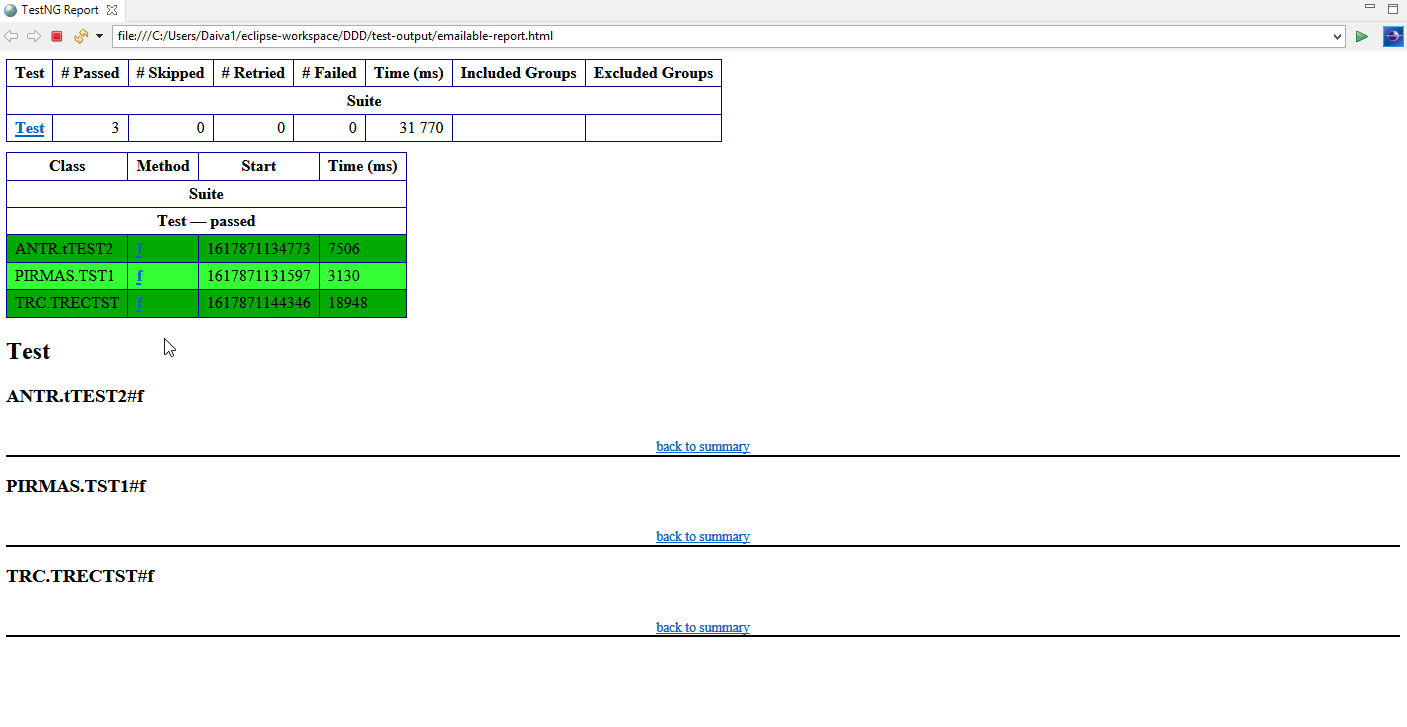 TestNG Report
file:///C:/Users/Daiva1/eclipse-workspace/DDD/test-output/emailable-report.html
Test # Passed # Skipped # Retried # Failed Time (ms) Included Groups Excluded Groups
Suite
Test 3 0 0 0 31 770
Class Method Start Time (ms)
Suite
Test — passed
ANTR.tTEST2 f 1617871134773 7506
PIRMAS.TST1 f 1617871131597 3130
TRC.TRECTST f 1617871144346 18948
Test
ANTR.tTEST2#f
back to summary
PIRMAS.TST1#f
back to summary
TRC.TRECTST#f
back to summary